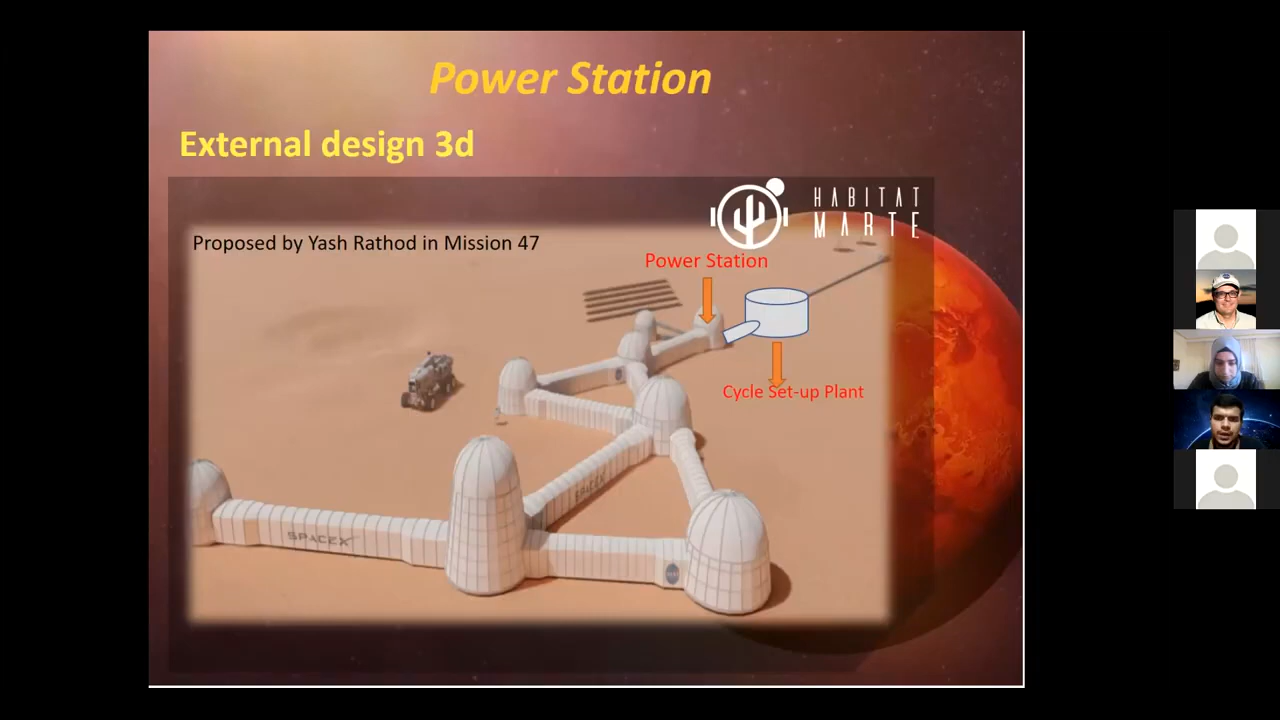 Power Station
External design 3d
HABITAT
MARTE
Proposed by Yash Rathod in Mission 47
Power Station
Cycle Set-up Plant
SPACEX
SPACEX